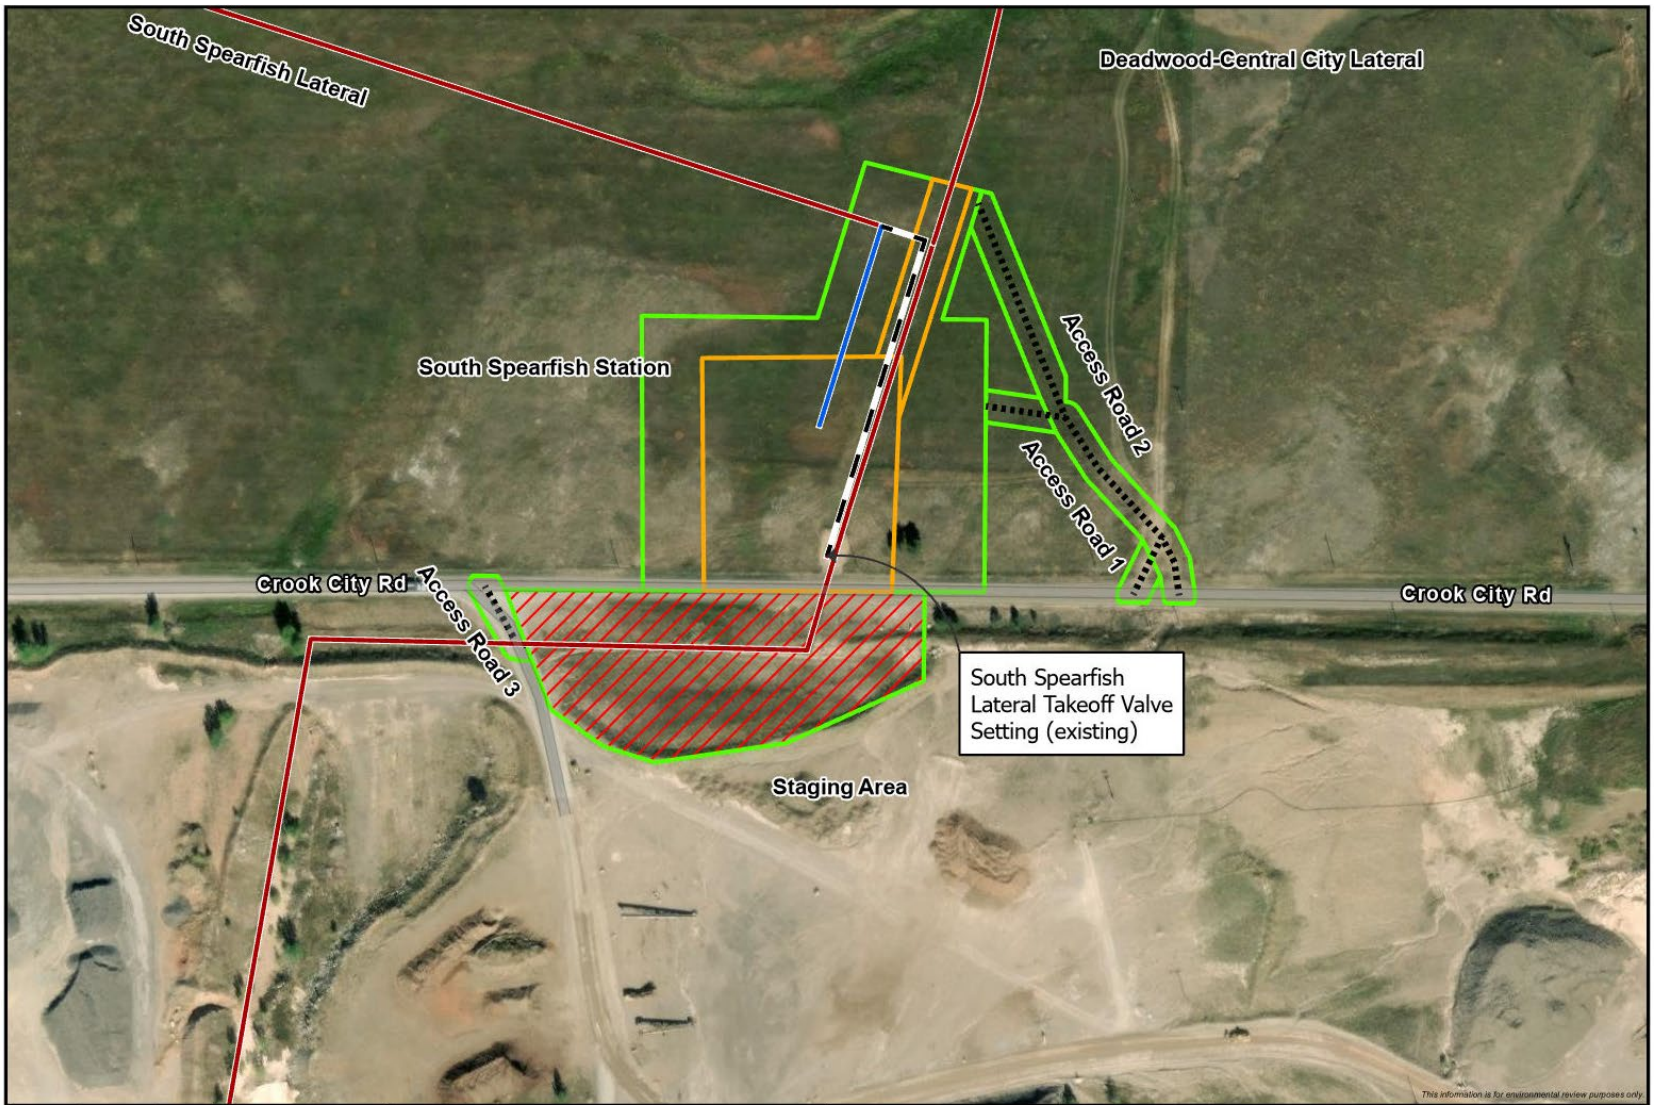 South Spearfish Lateral
Deadwood-Central City Lateral
South Spearfish Station
Access Road 2
Access Road 1
Crook City Rd
Access Road 3
Crook City Rd
South Spearfish
Lateral Takeoff Valve
Setting (existing)
Staging Area
This information is for environmental review purposes only.